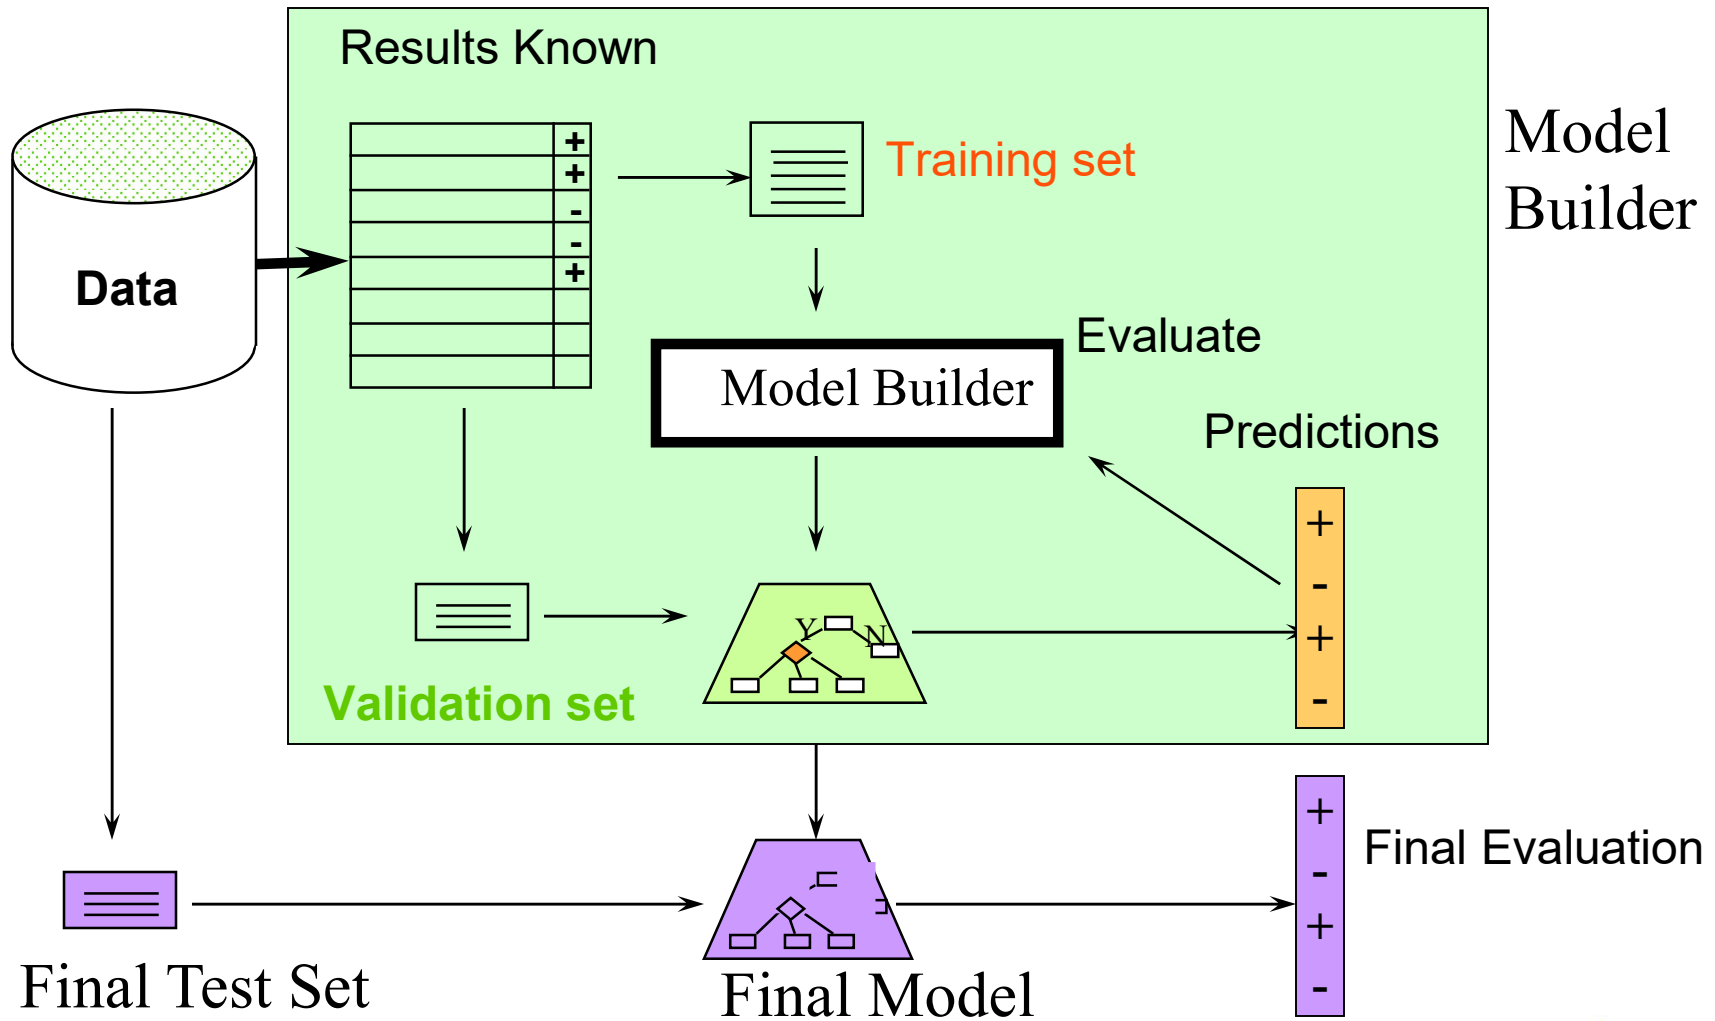 Results Known
Model
Builder
Data
+
+
-
-
+
Training set
Model Builder
Evaluate
Predictions
+
-
+
-
Y
N
Validation set
+
-
+
-
Final Evaluation
Final Test Set
Final Model